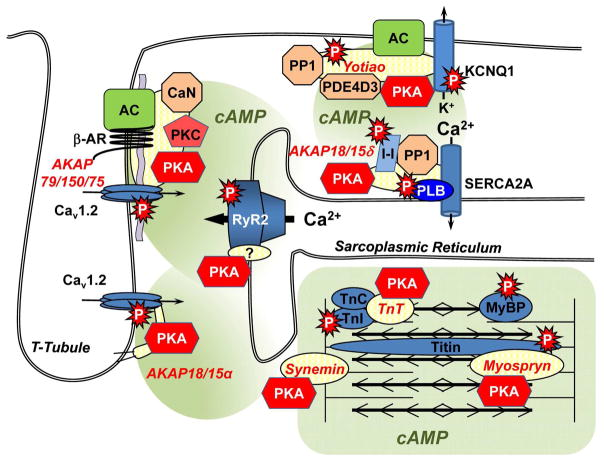 AC
P
PP1
Yotiao
KCNQ1
P
PDE4D3
PKA
K+
cAMP
CaN
AC
cAMP
PKC
β-AR
PKA
AKAP
79/150/75
Cav1.2
P
Ca2+
P
AKAP18/15δ
I-I
PP1
PKA
P
PLB
SERCA2A
P
RyR2
Ca2+
?
PKA
Sarcoplasmic Reticulum
Cav1.2
P
PKA
T-Tubule
AKAP18/15α
PKA
P
TnC
TnT
MyBP
P
TnI
P
Titin
Synemin
Myospryn
PKA
PKA
cAMP